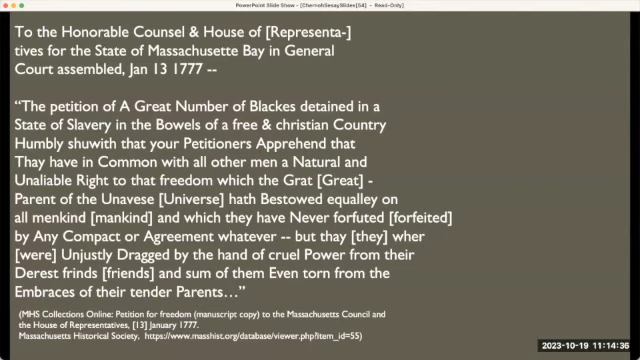 PowerPoint Slide Show - [ChernohSesaySlides[54] - Read-Only]
To the Honorable Counsel & House of [Representa-]
tives for the State of Massachusette Bay in General
Court assembled, Jan 13 1777 --
“The petition of A Great Number of Blackes detained in a
State of Slavery in the Bowels of a free & christian Country
Humbly shuwith that your Petitioners Apprehend that
Thay have in Common with all other men a Natural and
Unaliable Right to that freedom which the Grat [Great] -
Parent of the Unavese [Universe] hath Bestowed equalley on
all menkind [mankind] and which they have Never forfuted [forfeited]
by Any Compact or Agreement whatever -- but thay [they] wher
[were] Unjustly Dragged by the hand of cruel Power from their
Derest frinds [friends] and sum of them Even torn from the
Embraces of their tender Parents…”
(MHS Collections Online: Petition for freedom (manuscript copy) to the Massachusetts Council and
the House of Representatives, [13] January 1777.
Massachusetts Historical Society, https://www.masshist.org/database/viewer.php?item_id=55)
2023-10-19 11:14:36